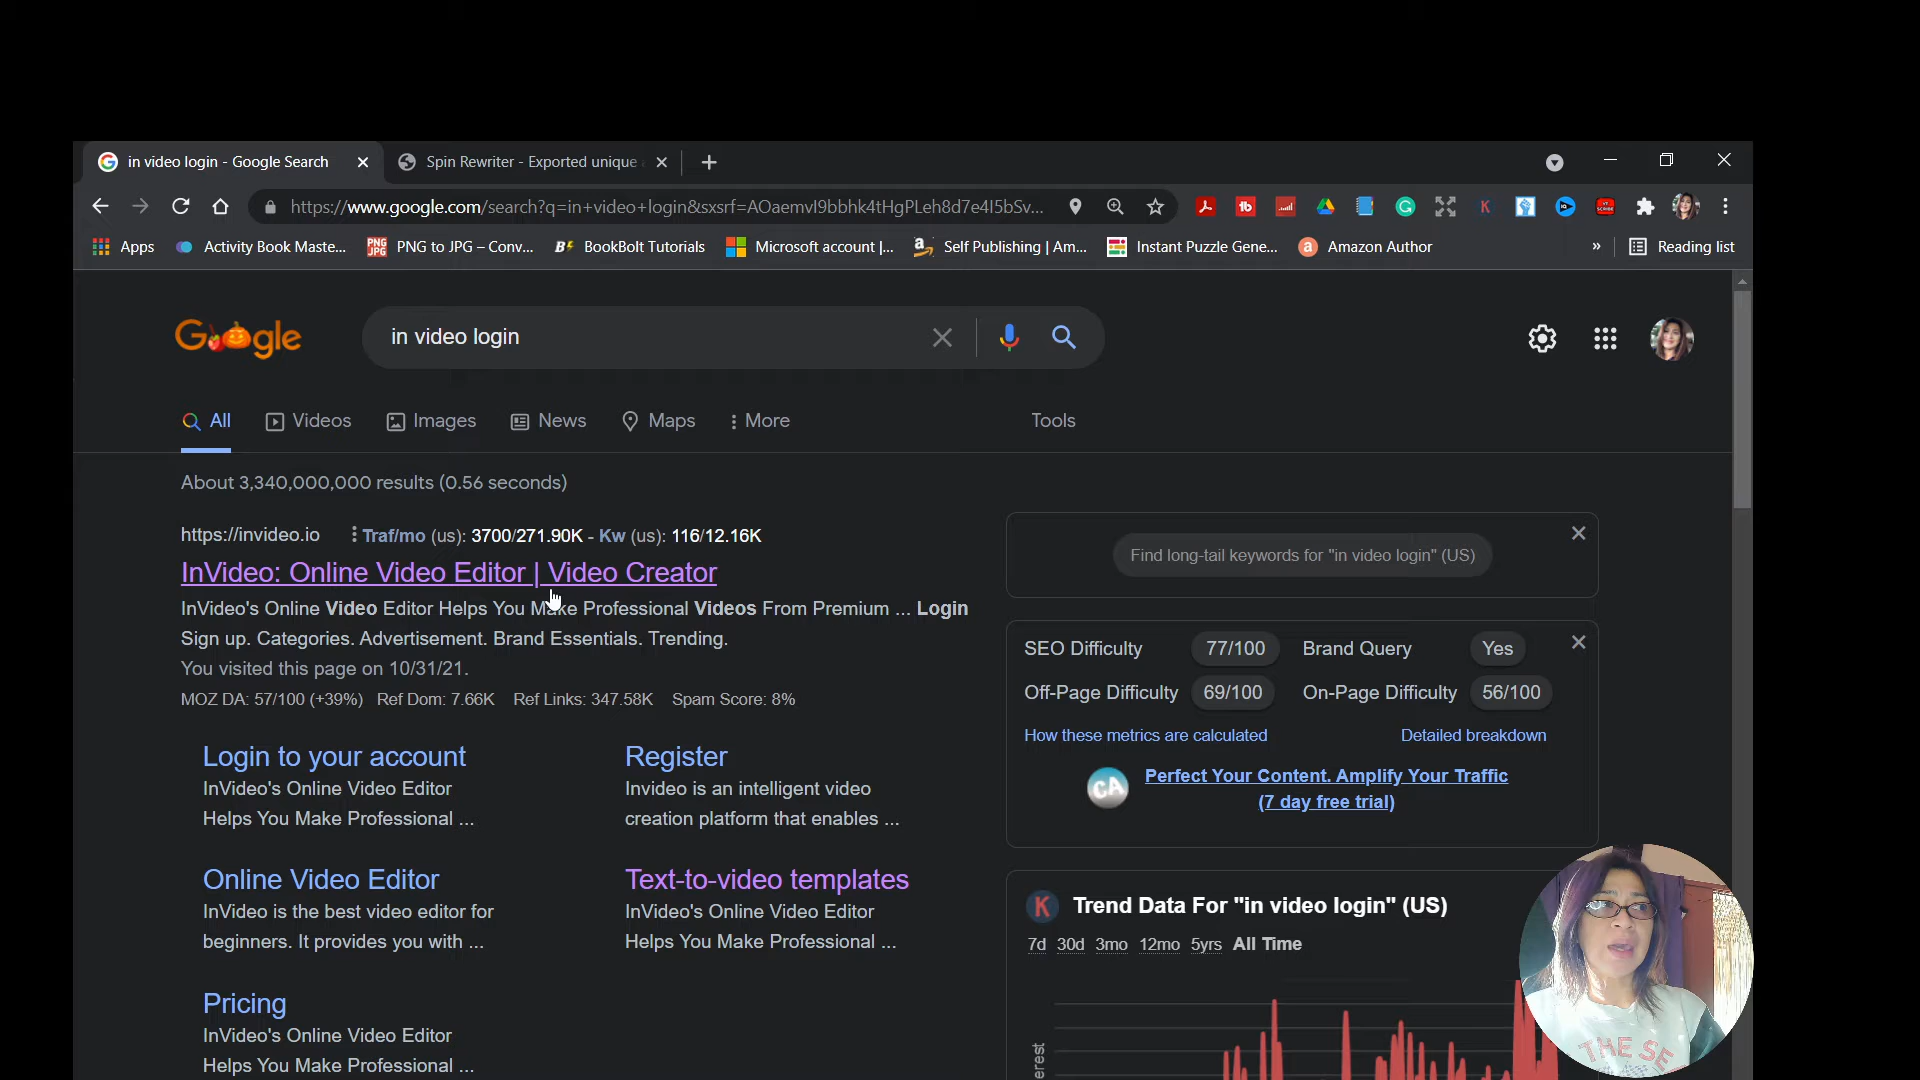 in video login - Google Search
Spin Rewriter - Exported unique
https://www.google.com/search?q=in+video+login&sxsrf=AOaemvI9bbhk4tHgPLeh8d7e4I5bSv...
Apps
Activity Book Maste...
PNG to JPG – Conv...
BookBolt Tutorials
Microsoft account |...
Self Publishing | Am...
Instant Puzzle Gene...
Amazon Author
»
Reading list
Google
in video login
All
Videos
Images
News
Maps
More
Tools
About 3,340,000,000 results (0.56 seconds)
https://invideo.io
Traf/mo (us): 3700/271.90K - Kw (us): 116/12.16K
InVideo: Online Video Editor | Video Creator
InVideo's Online Video Editor Helps You Make Professional Videos From Premium ... Login
Sign up. Categories. Advertisement. Brand Essentials. Trending.
You visited this page on 10/31/21.
MOZ DA: 57/100 (+39%) Ref Dom: 7.66K Ref Links: 347.58K Spam Score: 8%
Login to your account
InVideo's Online Video Editor
Helps You Make Professional ...
Register
Invideo is an intelligent video
creation platform that enables ...
Online Video Editor
InVideo is the best video editor for
beginners. It provides you with ...
Text-to-video templates
InVideo's Online Video Editor
Helps You Make Professional ...
Pricing
InVideo's Online Video Editor
Helps You Make Professional ...
Find long-tail keywords for "in video login" (US)
SEO Difficulty 77/100 Brand Query Yes
Off-Page Difficulty 69/100 On-Page Difficulty 56/100
How these metrics are calculated
Detailed breakdown
CA
Perfect Your Content. Amplify Your Traffic
(7 day free trial)
K
Trend Data For "in video login" (US)
7d 30d 3mo 12mo 5yrs All Time
erest
THE SE